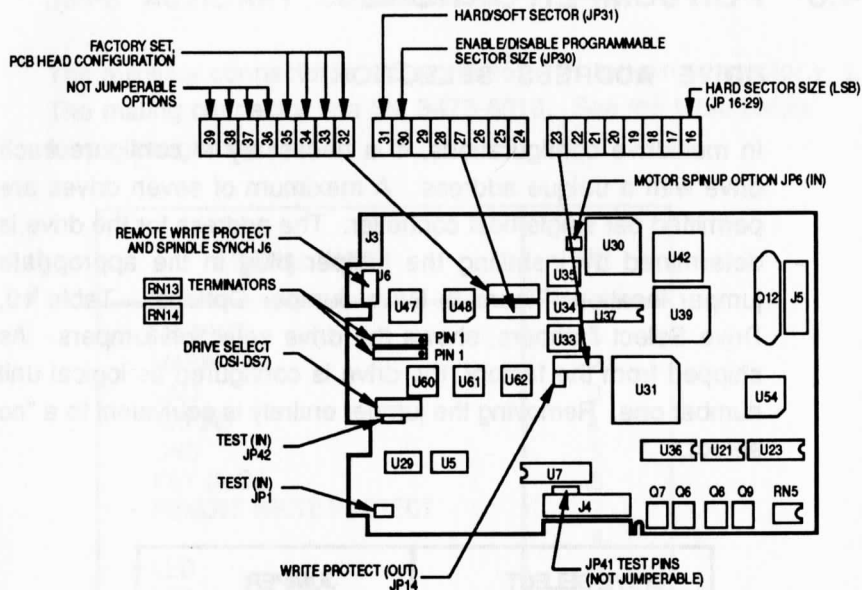 HARD/SOFT SECTOR (JP31)
FACTORY SET,
PCB HEAD CONFIGURATION
ENABLE/DISABLE PROGRAMMABLE
SECTOR SIZE (JP30)
NOT JUMPERABLE
OPTIONS
HARD SECTOR SIZE (LSB)
(JP 16-29)
39 38 37 36 35 34 33 32
31 30 29 28 27 26 25 24
23 22 21 20 19 18 17 16
MOTOR SPINUP OPTION JP6 (IN)
REMOTE WRITE PROTECT
AND SPINDLE SYNCH J6
J3
J6
U30
U42
U35
RN13
TERMINATORS
RN14
U47
U48
U34
U37
U39
Q12
J5
PIN 1
PIN 1
U33
DRIVE SELECT
(DSI-DS7)
U60
U61
U62
U31
U54
TEST (IN)
JP42
U36
U21
U23
U29
U5
U7
TEST (IN)
JP1
J4
Q7
Q6
Q8
Q9
RN5
WRITE PROTECT (OUT)
JP14
JP41 TEST PINS
(NOT JUMPERABLE)